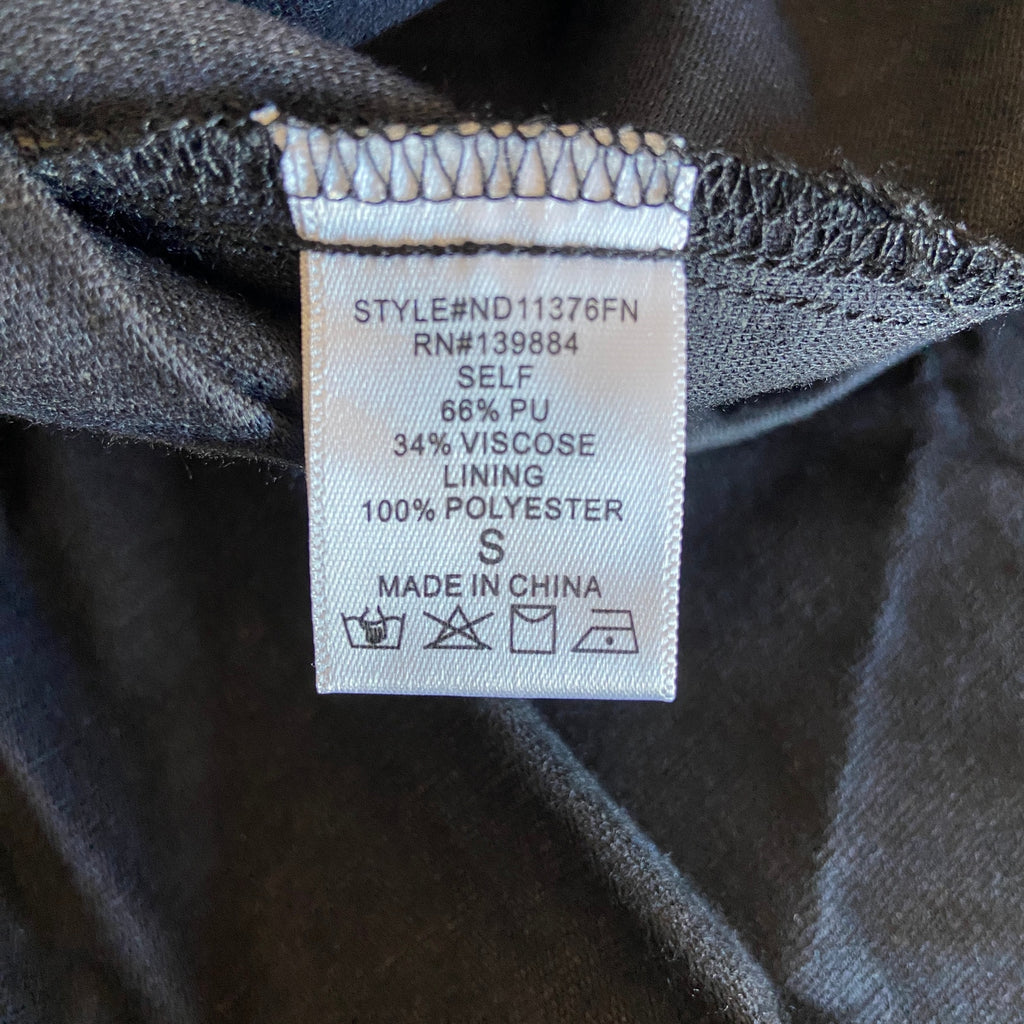 STYLE#ND11376FN
RN#139884
SELF
66% PU
34% VISCOSE
LINING
100% POLYESTER
S
MADE IN CHINA